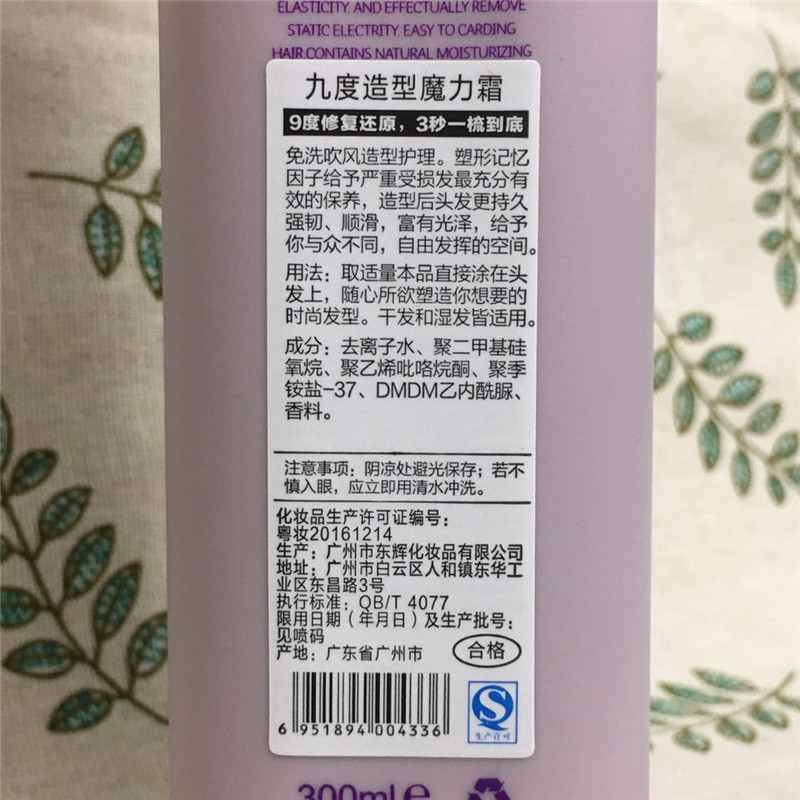 ELASTICITY. AND EFFECTUALLY REMOVE
STATIC ELECTRITY. EASY TO CARDING
HAIR.CONTAINS NATURAL MOISTURIZING
九度造型魔力霜
9度修复还原，3秒一梳到底
免洗吹风造型护理。塑形记忆
因子给予严重受损发最充分有
效的保养，造型后头发更持久
强韧、顺滑，富有光泽，给予
你与众不同，自由发挥的空间。
用法：取适量本品直接涂在头
发上，随心所欲塑造你想要的
时尚发型。干发和湿发皆适用。
成分：去离子水、聚二甲基硅
氧烷、聚乙烯吡咯烷酮、聚季
铵盐-37、DMDM乙内酰脲、
香料。
注意事项：阴凉处避光保存；若不
慎入眼，应立即用清水冲洗。
化妆品生产许可证编号：
粤妆20161214
生产：广州市东辉化妆品有限公司
地址：广州市白云区人和镇东华工
业区东昌路3号
执行标准：QB/T 4077
限用日期（年月日）及生产批号：
见喷码
产地：广东省广州市
合格
6 951894 004336
生产许可
300ml e